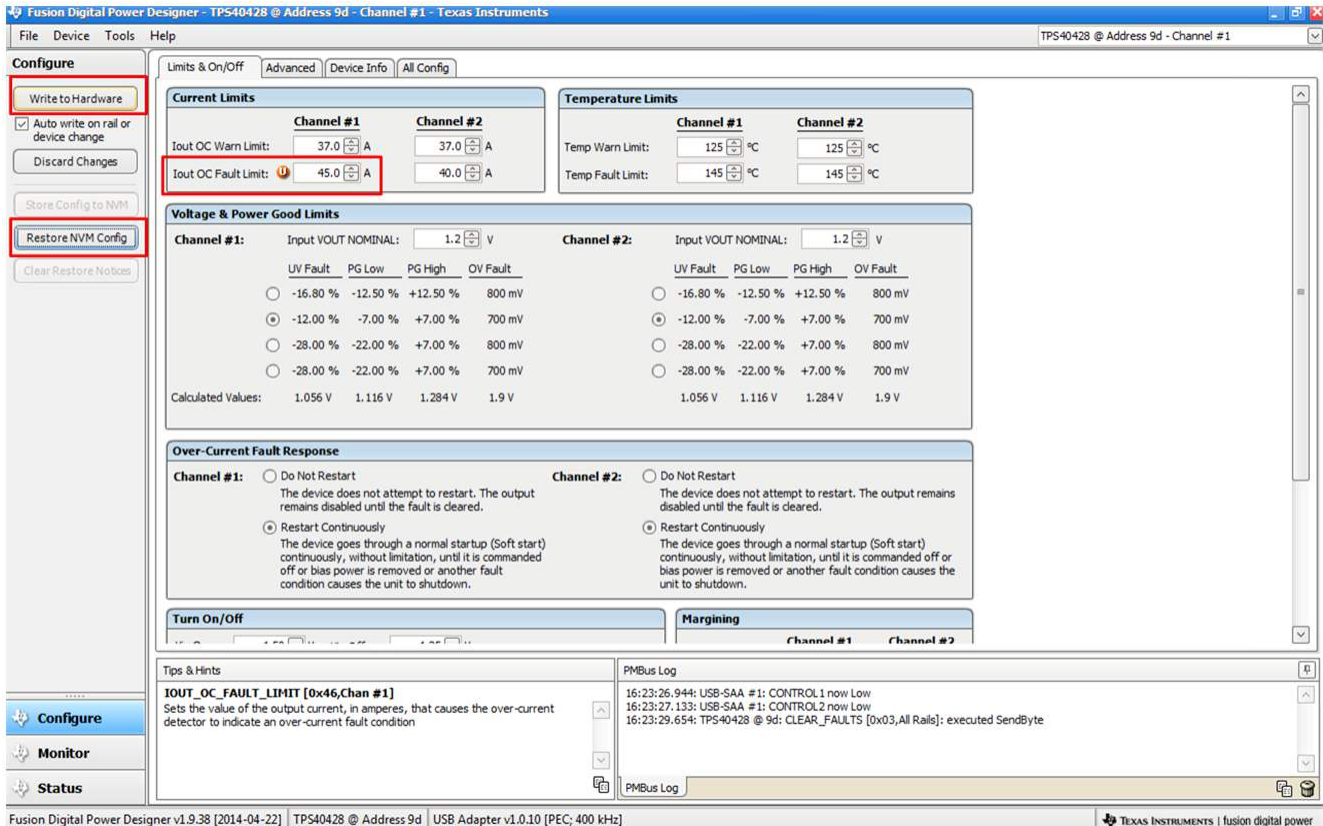 Fusion Digital Power Designer - TPS40428 @ Address 9d - Channel #1 - Texas Instruments
File Device Tools Help
TPS40428 @ Address 9d - Channel #1
Configure
Write to Hardware
Auto write on rail or
device change
Discard Changes
Store Config to NVM
Restore NVM Config
Clear Restore Notices
Limits & On/Off Advanced Device Info All Config
Current Limits
Channel #1 Channel #2
Iout OC Warn Limit: 37.0 A 37.0 A
Iout OC Fault Limit: U 45.0 A 40.0 A
Temperature Limits
Channel #1 Channel #2
Temp Warn Limit: 125 ºC 125 ºC
Temp Fault Limit: 145 ºC 145 ºC
Voltage & Power Good Limits
Channel #1: Input VOUT NOMINAL: 1.2 V Channel #2: Input VOUT NOMINAL: 1.2 V
UV Fault PG Low PG High OV Fault UV Fault PG Low PG High OV Fault
-16.80 % -12.50 % +12.50 % 800 mV -16.80 % -12.50 % +12.50 % 800 mV
-12.00 % -7.00 % +7.00 % 700 mV -12.00 % -7.00 % +7.00 % 700 mV
-28.00 % -22.00 % +7.00 % 800 mV -28.00 % -22.00 % +7.00 % 800 mV
-28.00 % -22.00 % +7.00 % 700 mV -28.00 % -22.00 % +7.00 % 700 mV
Calculated Values: 1.056 V 1.116 V 1.284 V 1.9 V 1.056 V 1.116 V 1.284 V 1.9 V
Over-Current Fault Response
Channel #1: Do Not Restart
The device does not attempt to restart. The output
remains disabled until the fault is cleared.
Restart Continuously
The device goes through a normal startup (Soft start)
continuously, without limitation, until it is commanded
off or bias power is removed or another fault
condition causes the unit to shutdown.
Channel #2: Do Not Restart
The device does not attempt to restart. The output remains
disabled until the fault is cleared.
Restart Continuously
The device goes through a normal startup (Soft start)
continuously, without limitation, until it is commanded off or
bias power is removed or another fault condition causes the
unit to shutdown.
Turn On/Off
Margining
Channel #1 Channel #2
Tips & Hints
IOUT_OC_FAULT_LIMIT [0x46,Chan #1]
Sets the value of the output current, in amperes, that causes the over-current
detector to indicate an over-current fault condition
PMBus Log
16:23:26.944: USB-SAA #1: CONTROL1 now Low
16:23:27.133: USB-SAA #1: CONTROL2 now Low
16:23:29.654: TPS40428 @ 9d: CLEAR_FAULTS [0x03,All Rails]: executed SendByte
PMBus Log
Configure
Monitor
Status
Fusion Digital Power Designer v1.9.38 [2014-04-22] TPS40428 @ Address 9d USB Adapter v1.0.10 [PEC; 400 kHz]
TEXAS INSTRUMENTS | fusion digital power